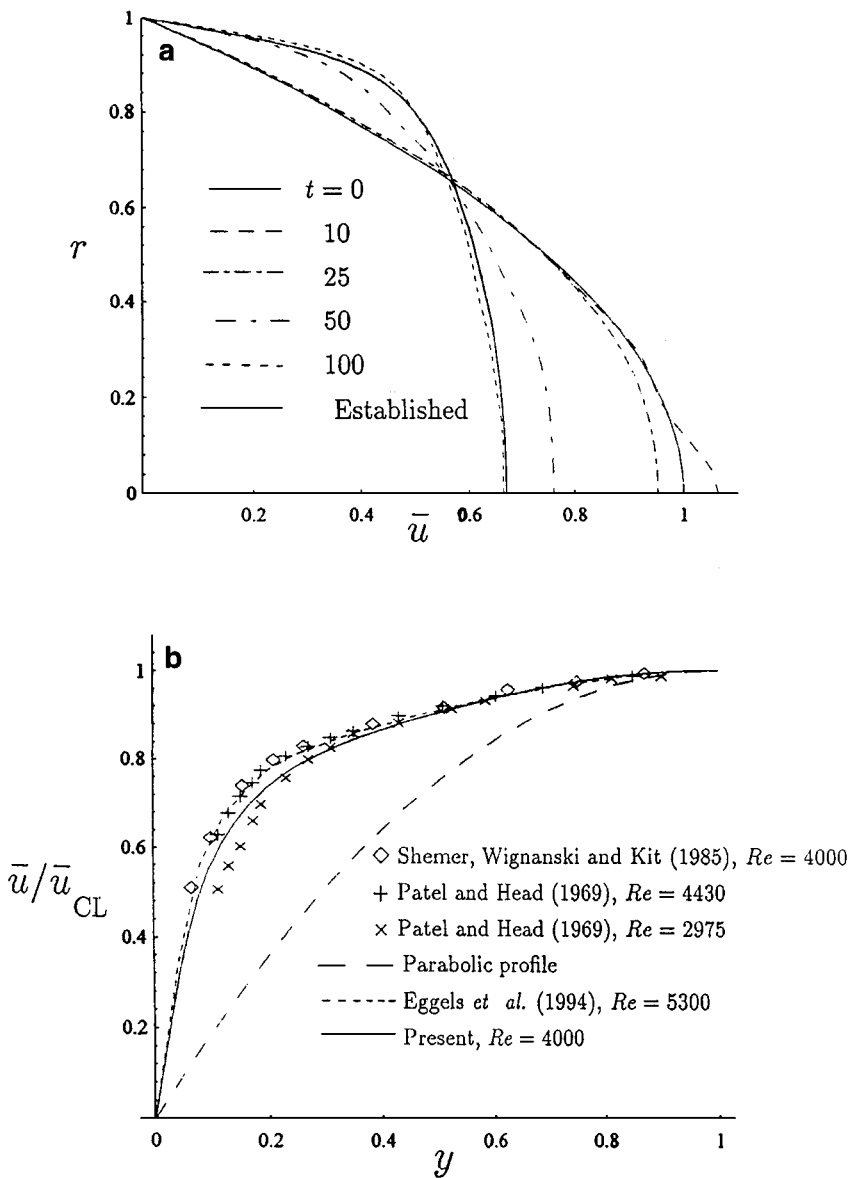 1
a
0.8
t = 0
0.6
10
r
25
0.4
50
100
0.2
Established
0
0.2
0.4
0.6
0.8
1
u̅
b
1
0.8
0.6
u̅/u̅CL
0.4
0.2
◇ Shemer, Wignanski and Kit (1985), Re = 4000
+ Patel and Head (1969), Re = 4430
× Patel and Head (1969), Re = 2975
Parabolic profile
Eggels et al. (1994), Re = 5300
Present, Re = 4000
0
0.2
0.4
0.6
0.8
1
y